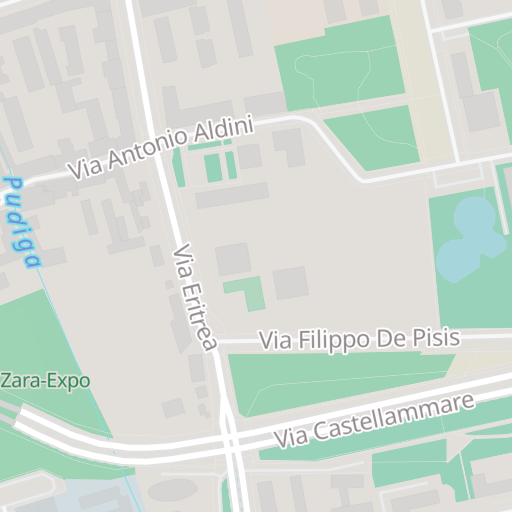 Via Antonio Aldini
Pudiga
Via Eritrea
Via Filippo De Pisis
Zara-Expo
Via Castellammare